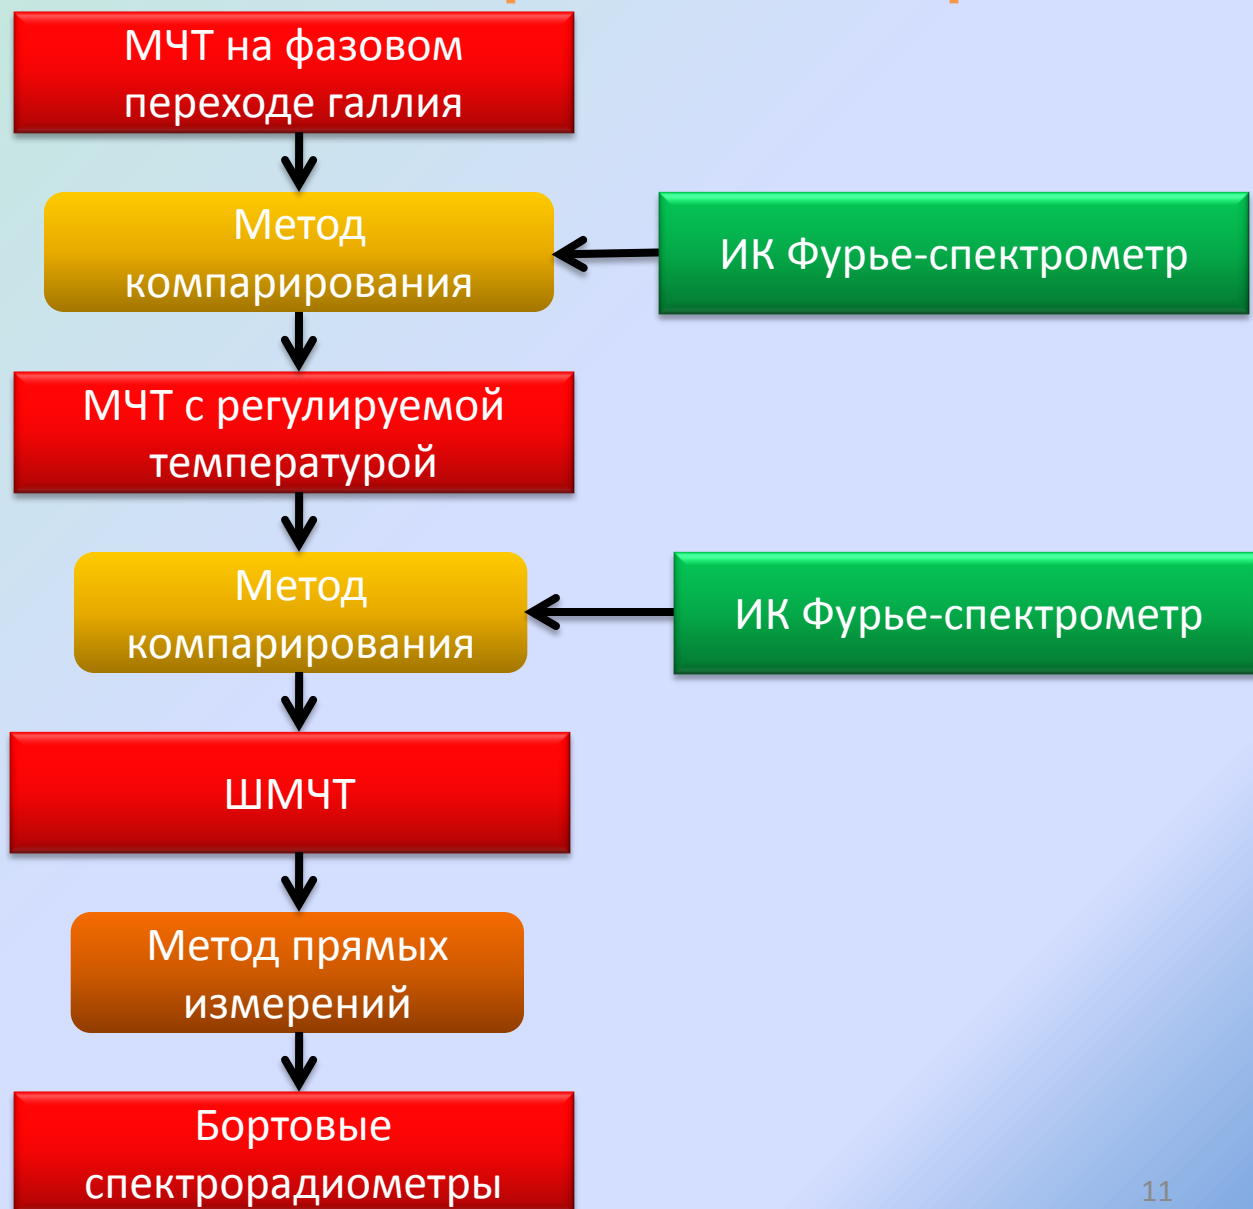 МЧТ на фазовом
переходе галлия
Метод
компарирования
ИК Фурье-спектрометр
МЧТ с регулируемой
температурой
Метод
компарирования
ИК Фурье-спектрометр
ШМЧТ
Метод прямых
измерений
Бортовые
спектрорадиометры
11